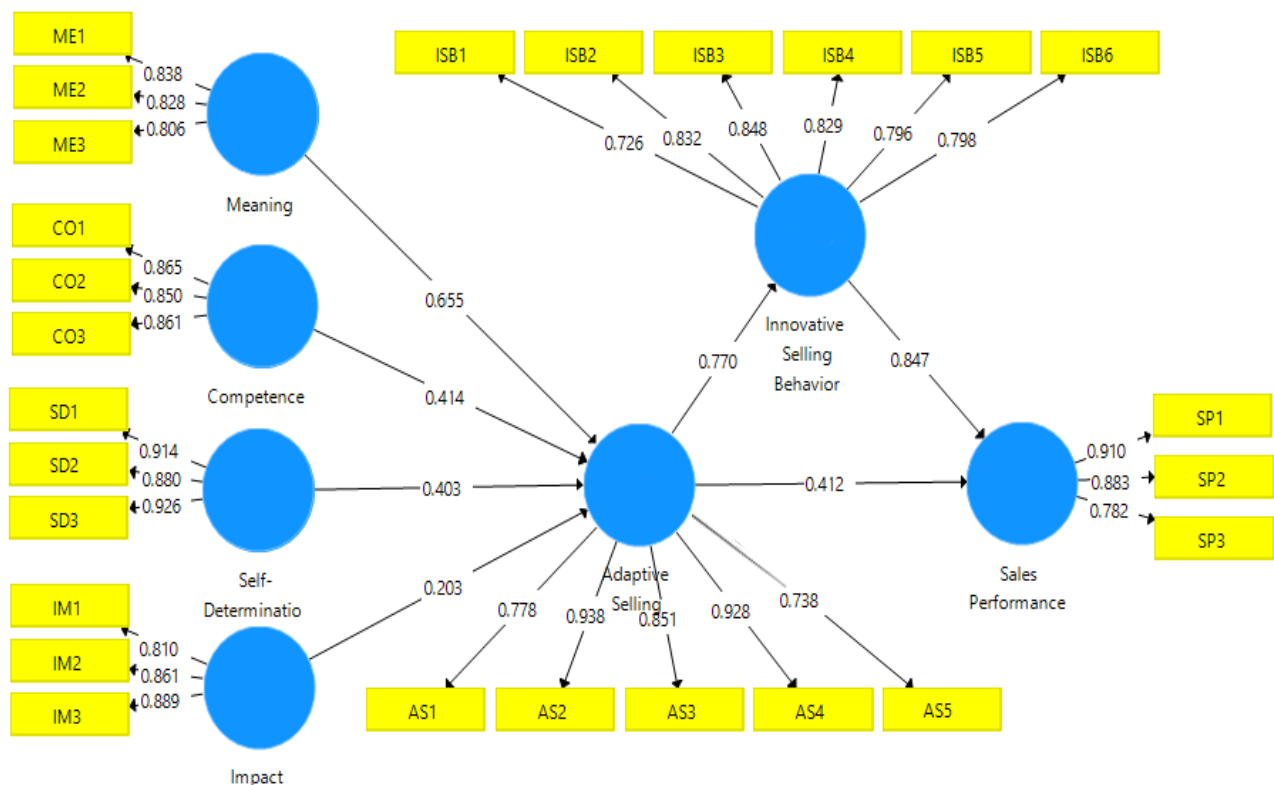 ME1
0.838
ME2
0.828
ME3
0.806
Meaning
CO1
0.865
CO2
0.850
CO3
0.861
Competence
SD1
0.914
SD2
0.880
SD3
0.926
Self-
Determinatio
IM1
0.810
IM2
0.861
IM3
0.889
Impact
0.655
0.414
0.403
0.203
ISB1
ISB2
ISB3
ISB4
ISB5
ISB6
0.726
0.832
0.848
0.829
0.796
0.798
Innovative
Selling
Behavior
0.770
0.847
0.412
Adaptive
Selling
0.778
0.938
0.851
0.928
0.738
AS1
AS2
AS3
AS4
AS5
Sales
Performance
0.910
0.883
0.782
SP1
SP2
SP3